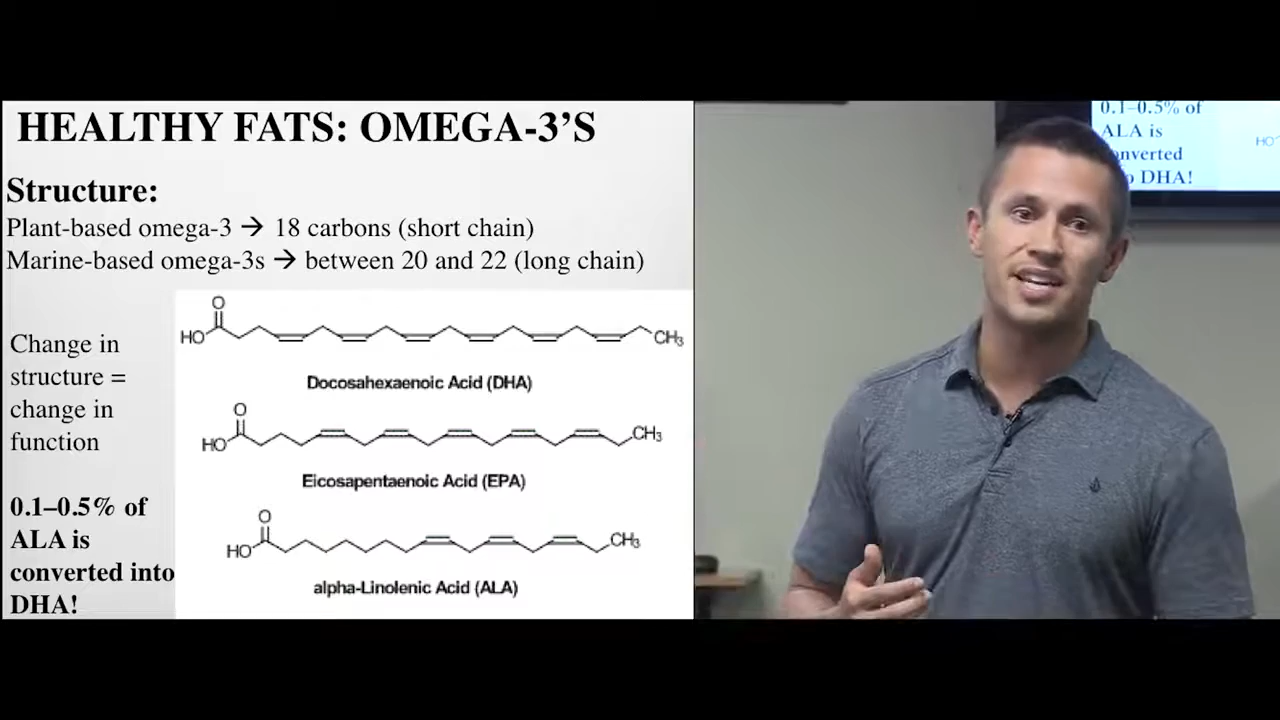 HEALTHY FATS: OMEGA-3’S
Structure:
Plant-based omega-3 → 18 carbons (short chain)
Marine-based omega-3s → between 20 and 22 (long chain)
Change in
structure =
change in
function
0.1–0.5% of
ALA is
converted into
DHA!
O
HO
CH₃
Docosahexaenoic Acid (DHA)
O
HO
CH₃
Eicosapentaenoic Acid (EPA)
O
HO
CH₃
alpha-Linolenic Acid (ALA)
0.1–0.5% of
ALA is
onverted
o DHA!
HO